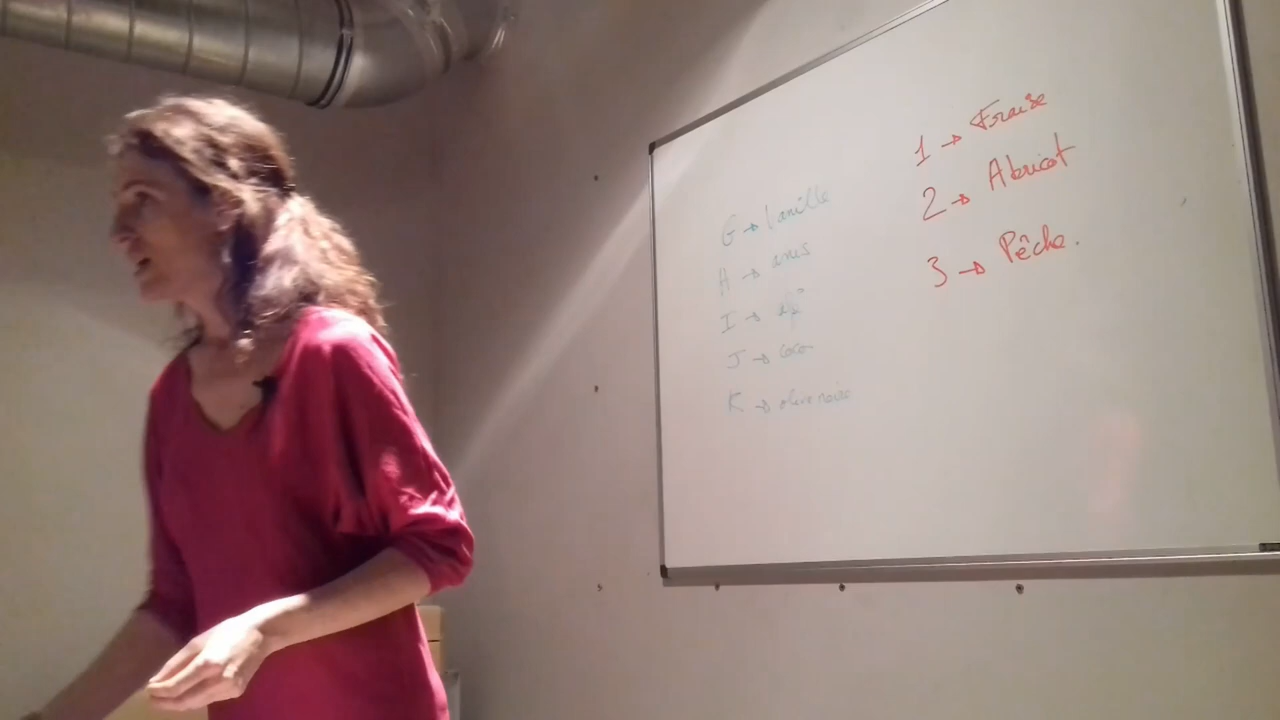 G → Vanille
A → anis
I →
J → coco
K → olive noire
1 → Fraise
2 → Abricot
3 → Pêche.